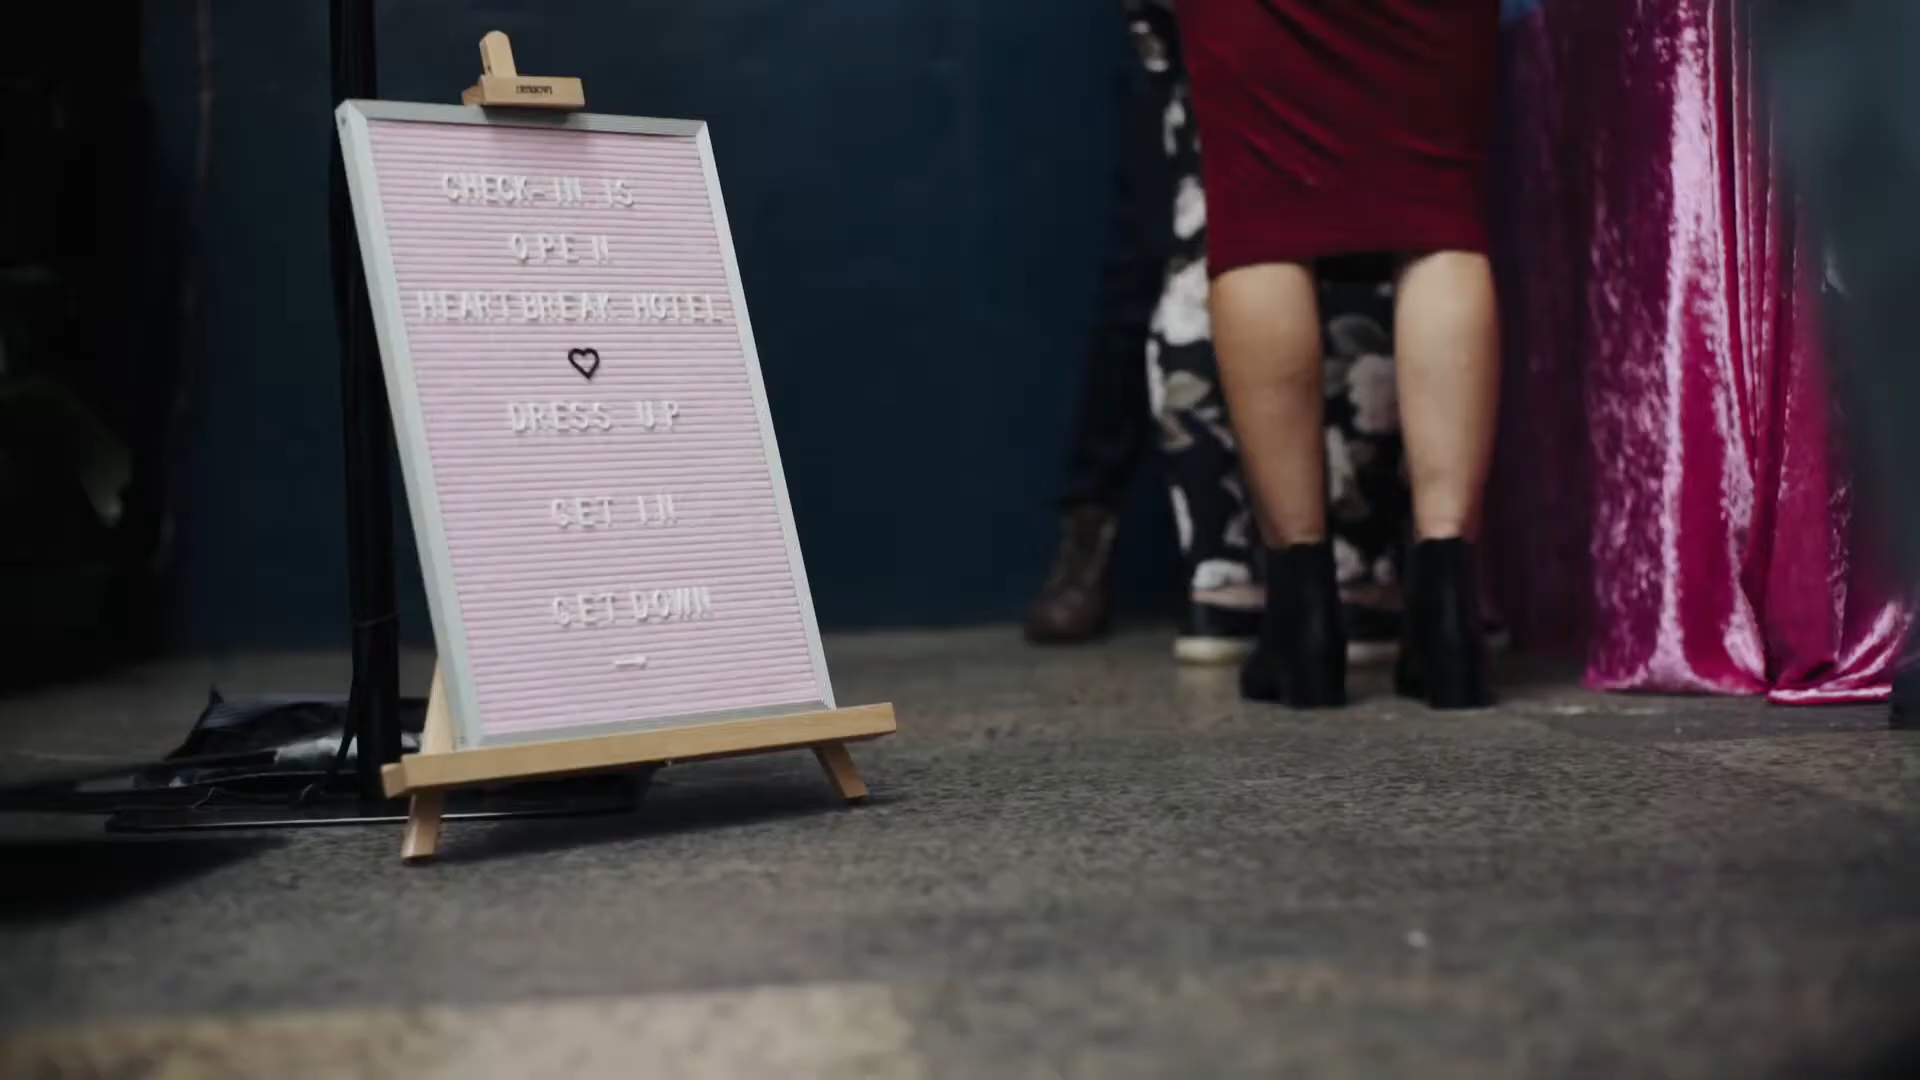 CHECK-IN IS
OPEN
HEARTBREAK HOTEL
DRESS UP
GET IN
GET DOWN